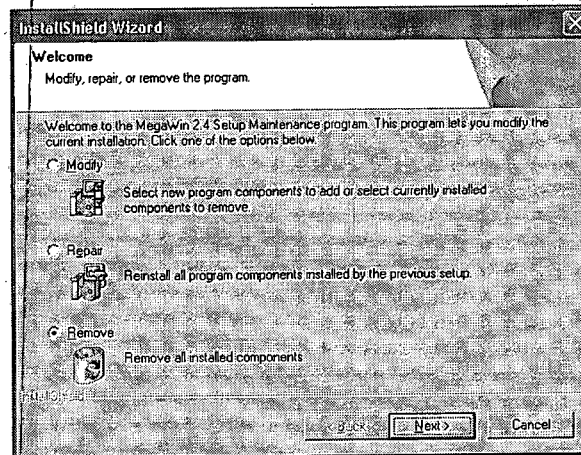 InstallShield Wizard
Welcome
Modify, repair, or remove the program.
Welcome to the MegaWin 2.4 Setup Maintenance program. This program lets you modify the
current installation. Click one of the options below.
Modify
Select new program components to add or select currently installed
components to remove.
Repair
Reinstall all program components installed by the previous setup.
Remove
Remove all installed components
InstallShield
< Back Next > Cancel